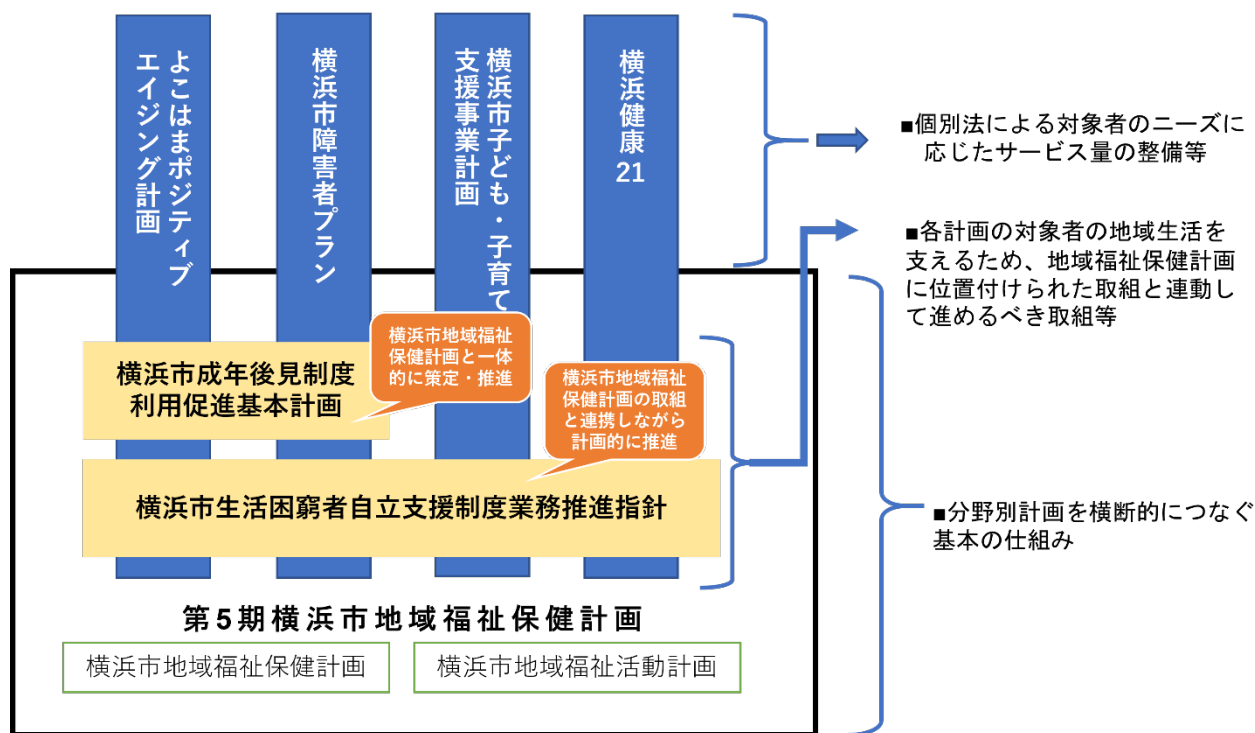 よこはまポジティブ
エイジング計画
横浜市障害者プラン
横浜市子ども・子育て
支援事業計画
横浜健康21
■個別法による対象者のニーズに
応じたサービス量の整備等
■各計画の対象者の地域生活を
支えるため、地域福祉保健計画
に位置付けられた取組と連動し
て進めるべき取組等
横浜市地域福祉
保健計画と一体
的に策定・推進
横浜市成年後見制度
利用促進基本計画
横浜市地域福祉
保健計画の取組
と連携しながら
計画的に推進
横浜市生活困窮者自立支援制度業務推進指針
■分野別計画を横断的につなぐ
基本の仕組み
第5期横浜市地域福祉保健計画
横浜市地域福祉保健計画
横浜市地域福祉活動計画